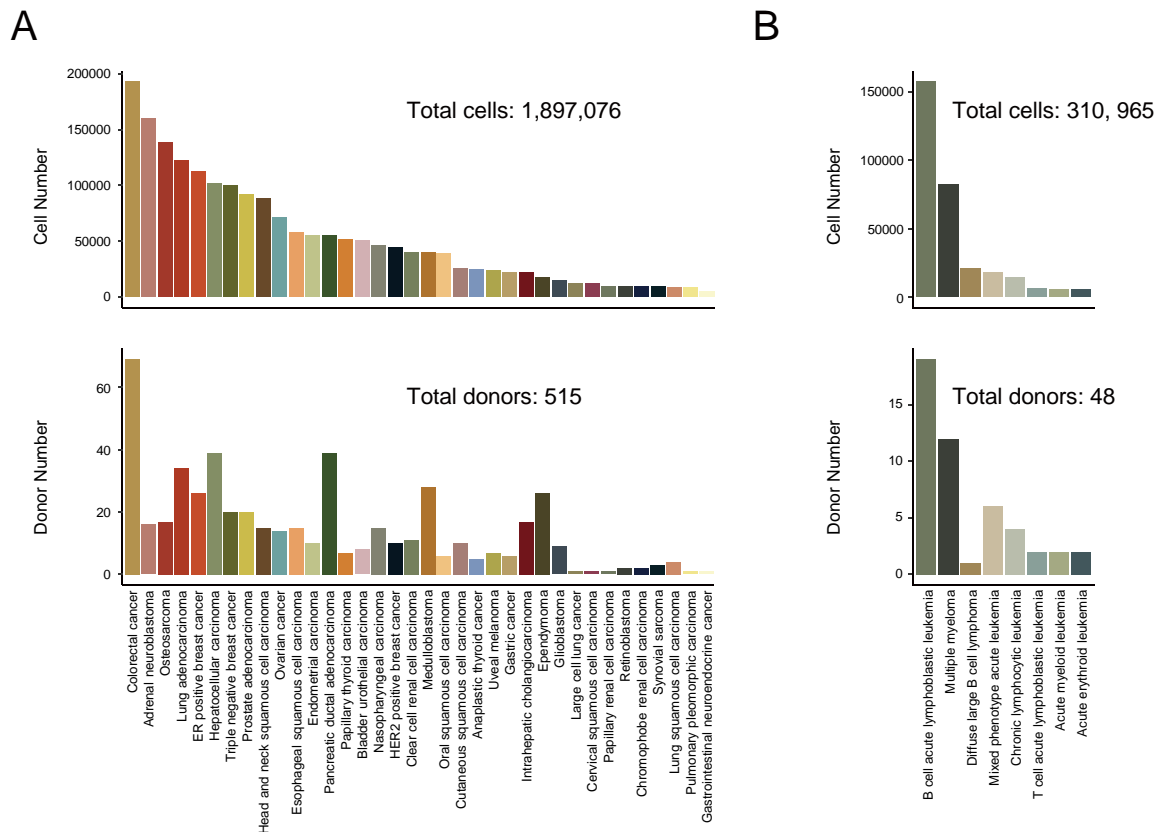 A
B
200000
150000
100000
50000
0
Cell Number
Total cells: 1,897,076
150000
100000
50000
0
Cell Number
Total cells: 310, 965
60
40
20
0
Donor Number
Total donors: 515
15
10
5
0
Donor Number
Total donors: 48
Colorectal cancer
Adrenal neuroblastoma
Osteosarcoma
Lung adenocarcinoma
ER positive breast cancer
Hepatocellular carcinoma
Triple negative breast cancer
Prostate adenocarcinoma
Head and neck squamous cell carcinoma
Ovarian cancer
Esophageal squamous cell carcinoma
Endometrial carcinoma
Pancreatic ductal adenocarcinoma
Papillary thyroid carcinoma
Bladder urothelial carcinoma
Nasopharyngeal carcinoma
HER2 positive breast cancer
Clear cell renal cell carcinoma
Medulloblastoma
Oral squamous cell carcinoma
Cutaneous squamous cell carcinoma
Anaplastic thyroid cancer
Uveal melanoma
Gastric cancer
Intrahepatic cholangiocarcinoma
Ependymoma
Glioblastoma
Large cell lung cancer
Cervical squamous cell carcinoma
Papillary renal cell carcinoma
Retinoblastoma
Chromophobe renal cell carcinoma
Synovial sarcoma
Lung squamous cell carcinoma
Pulmonary pleomorphic carcinoma
Gastrointestinal neuroendocrine cancer
B cell acute lymphoblastic leukemia
Multiple myeloma
Diffuse large B cell lymphoma
Mixed phenotype acute leukemia
Chronic lymphocytic leukemia
T cell acute lymphoblastic leukemia
Acute myeloid leukemia
Acute erythroid leukemia